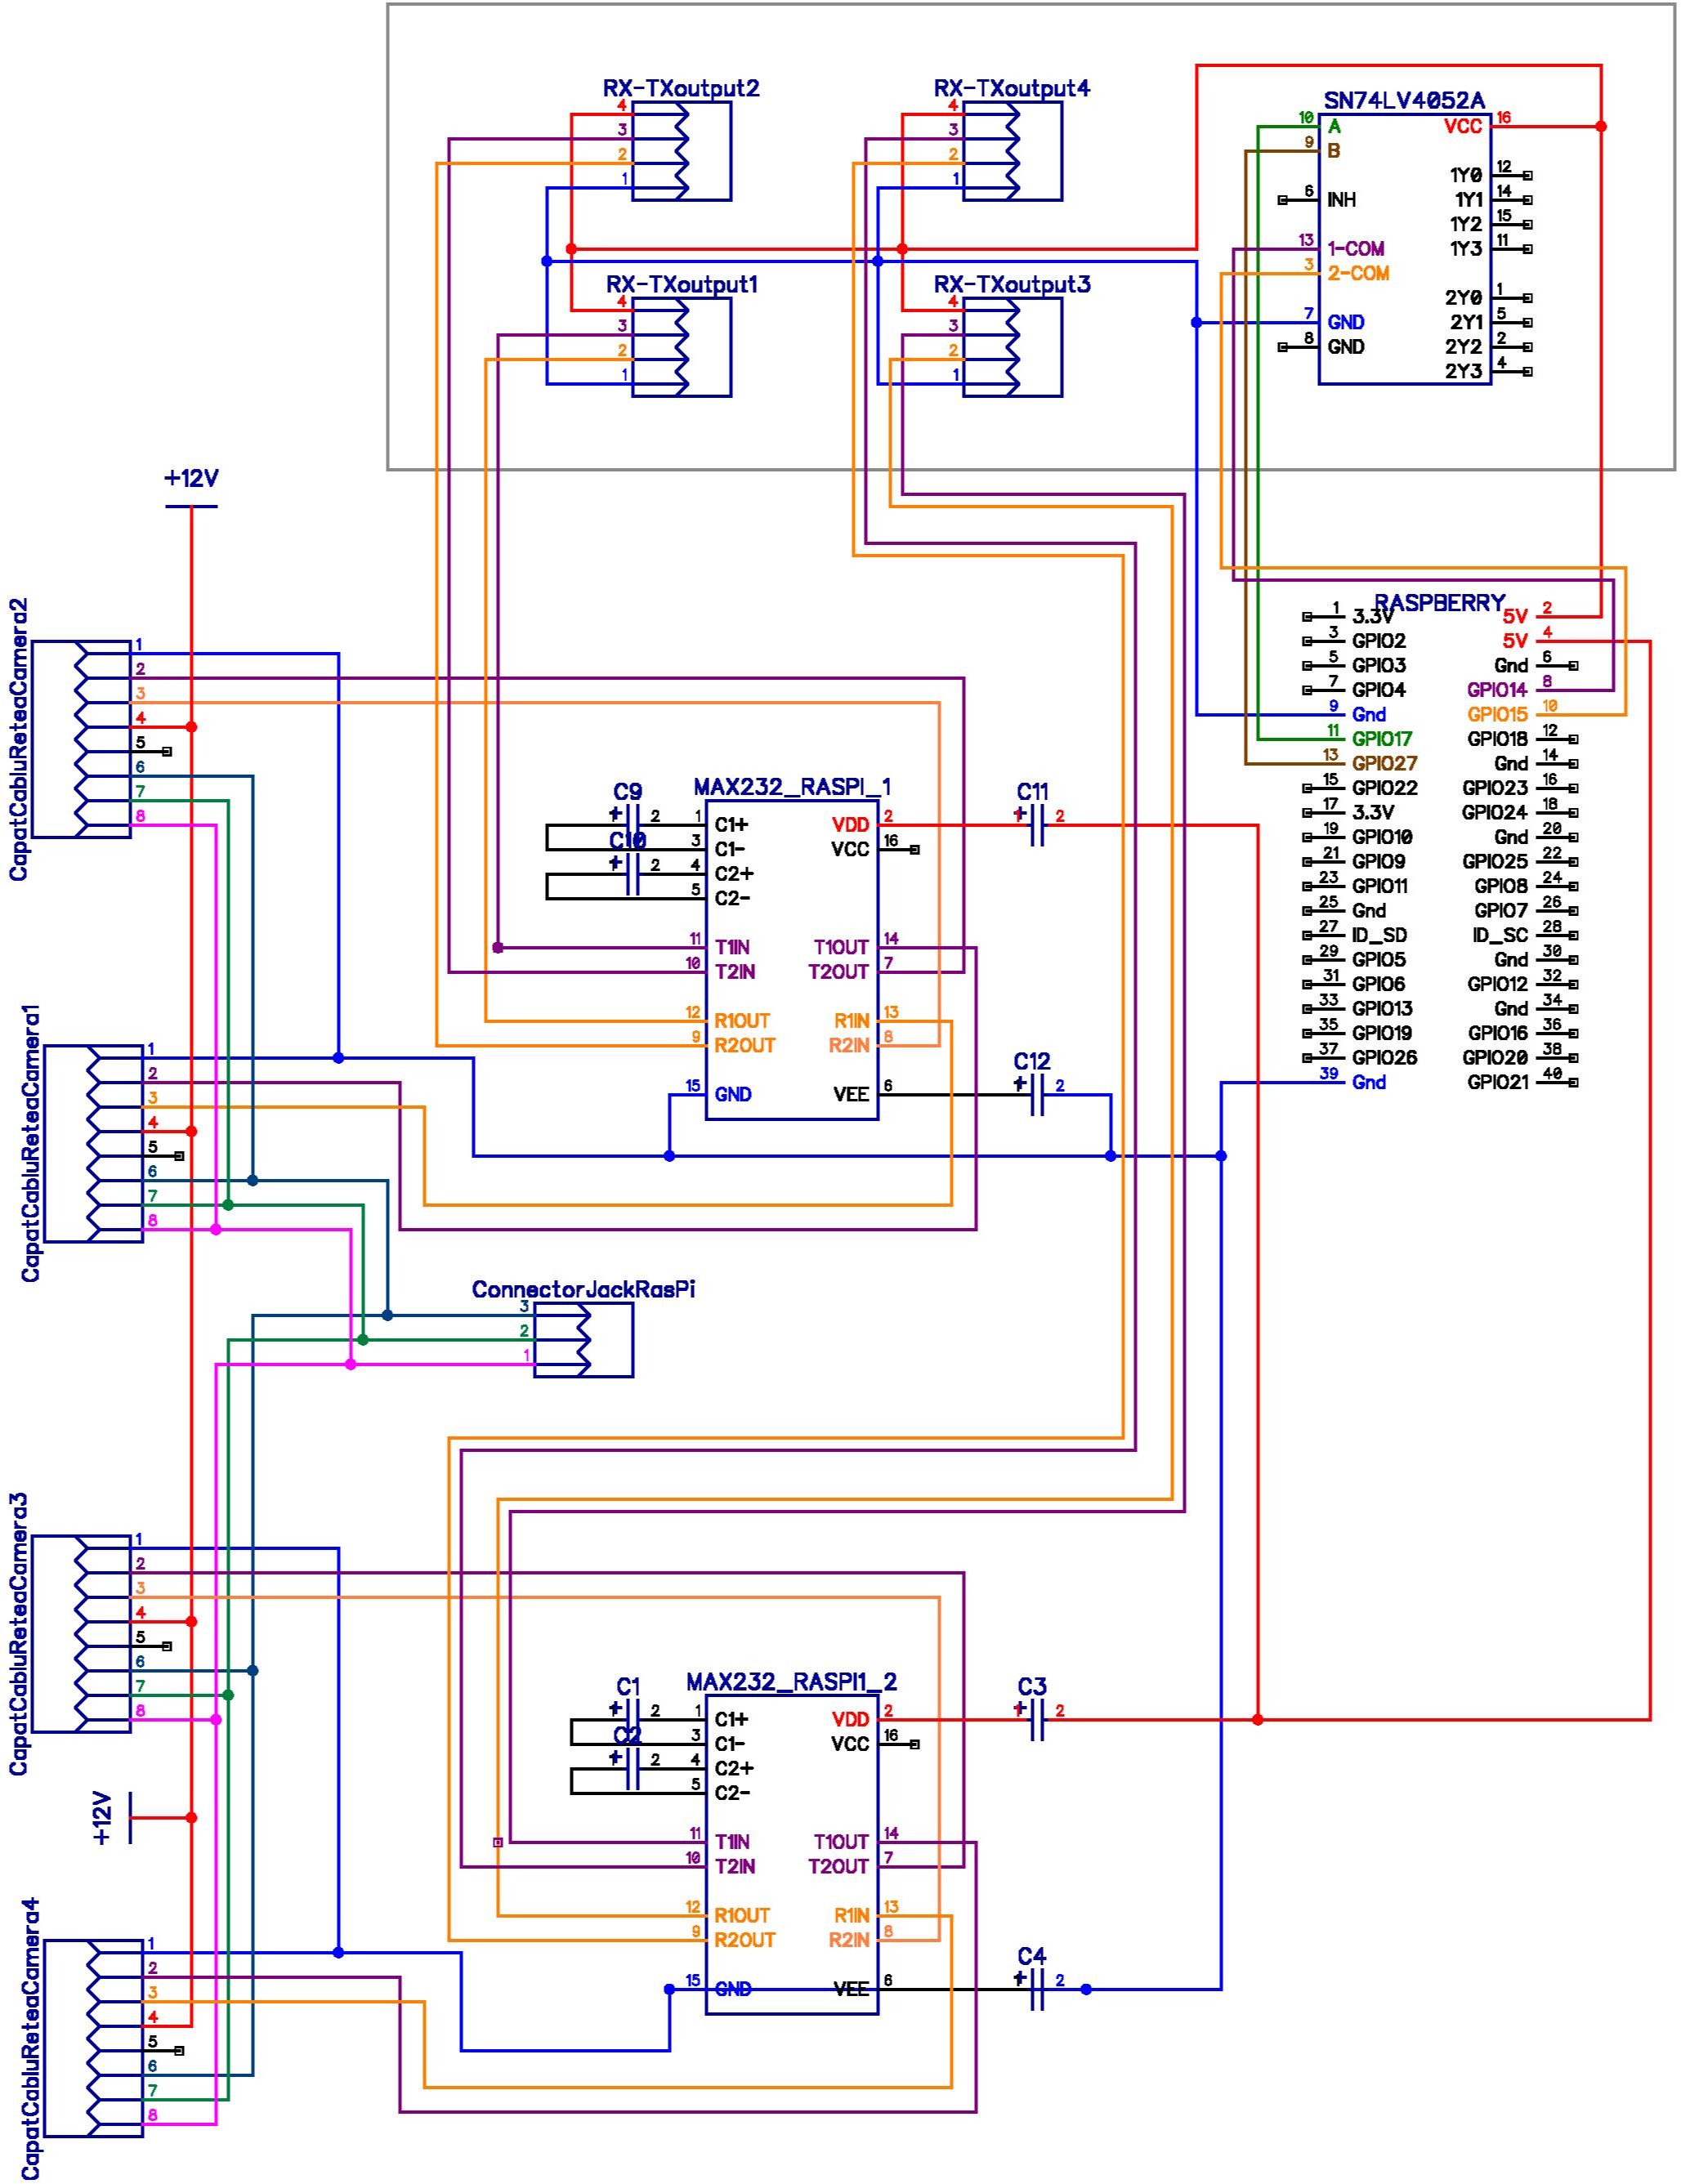 RX-TXoutput2
4
3
2
1
RX-TXoutput4
4
3
2
1
SN74LV4052A
10 A
9 B
6 INH
13 1-COM
3 2-COM
7 GND
8 GND
VCC 16
1Y0 12
1Y1 14
1Y2 15
1Y3 11
2Y0 1
2Y1 5
2Y2 2
2Y3 4
RX-TXoutput1
4
3
2
1
RX-TXoutput3
4
3
2
1
+12V
RASPBERRY
1 3.3V 5V 2
3 GPIO2 5V 4
5 GPIO3 Gnd 6
7 GPIO4 GPIO14 8
9 Gnd GPIO15 10
11 GPIO17 GPIO18 12
13 GPIO27 Gnd 14
15 GPIO22 GPIO23 16
17 3.3V GPIO24 18
19 GPIO10 Gnd 20
21 GPIO9 GPIO25 22
23 GPIO11 GPIO8 24
25 Gnd GPIO7 26
27 ID_SD ID_SC 28
29 GPIO5 Gnd 30
31 GPIO6 GPIO12 32
33 GPIO13 Gnd 34
35 GPIO19 GPIO16 36
37 GPIO26 GPIO20 38
39 Gnd GPIO21 40
CapatCabluReteaCamera2
1
2
3
4
5
6
7
8
MAX232_RASPI_1
C9
+ 2
C10
+ 2
1 C1+ VDD 2
3 C1- VCC 16
4 C2+
5 C2-
11 T1IN T1OUT 14
10 T2IN T2OUT 7
12 R1OUT R1IN 13
9 R2OUT R2IN 8
15 GND VEE 6
C11
1 + 2
C12
1 + 2
CapatCabluReteaCamera1
1
2
3
4
5
6
7
8
ConnectorJackRasPi
3
2
1
CapatCabluReteaCamera3
1
2
3
4
5
6
7
8
MAX232_RASPI1_2
C1
+ 2
C2
+ 2
1 C1+ VDD 2
3 C1- VCC 16
4 C2+
5 C2-
11 T1IN T1OUT 14
10 T2IN T2OUT 7
12 R1OUT R1IN 13
9 R2OUT R2IN 8
15 GND VEE 6
C3
1 + 2
C4
1 + 2
+12V
CapatCabluReteaCamera4
1
2
3
4
5
6
7
8